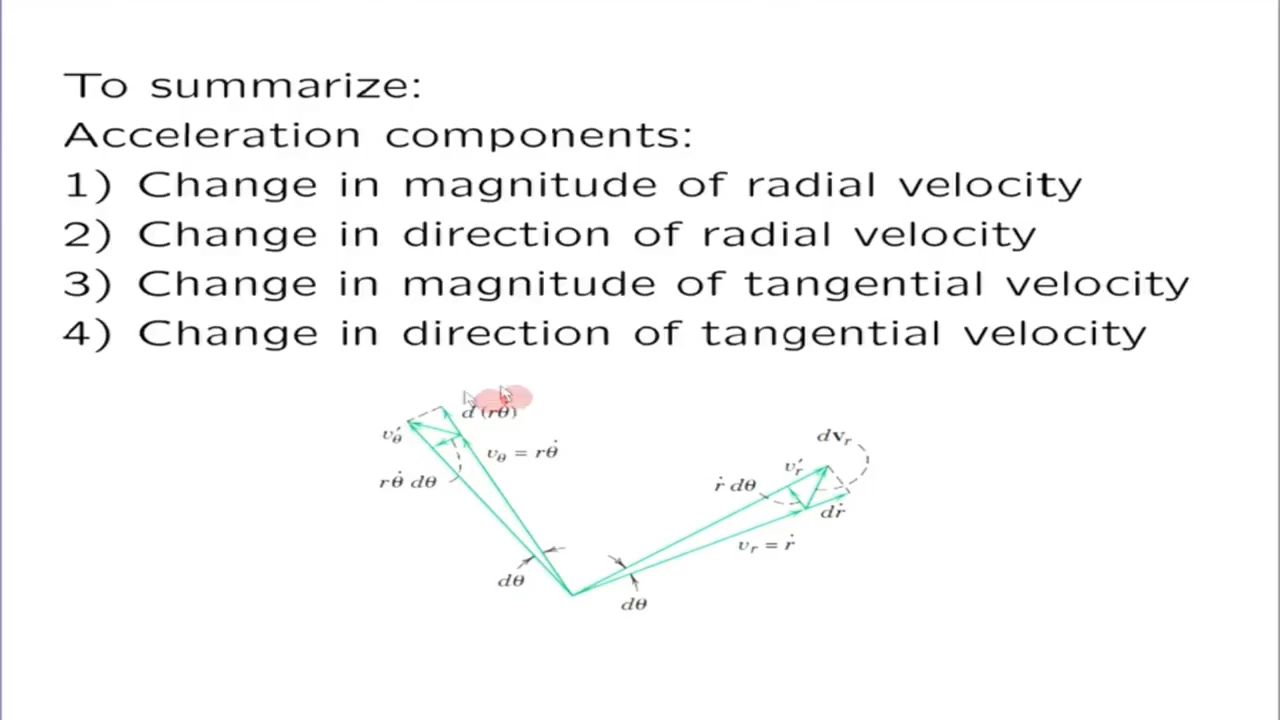 To summarize:
Acceleration components:
1) Change in magnitude of radial velocity
2) Change in direction of radial velocity
3) Change in magnitude of tangential velocity
4) Change in direction of tangential velocity
d (rθ̇)
v′θ
vθ = rθ̇
rθ̇ dθ
dθ
dvr
v′r
ṙ dθ
dṙ
vr = ṙ
dθ